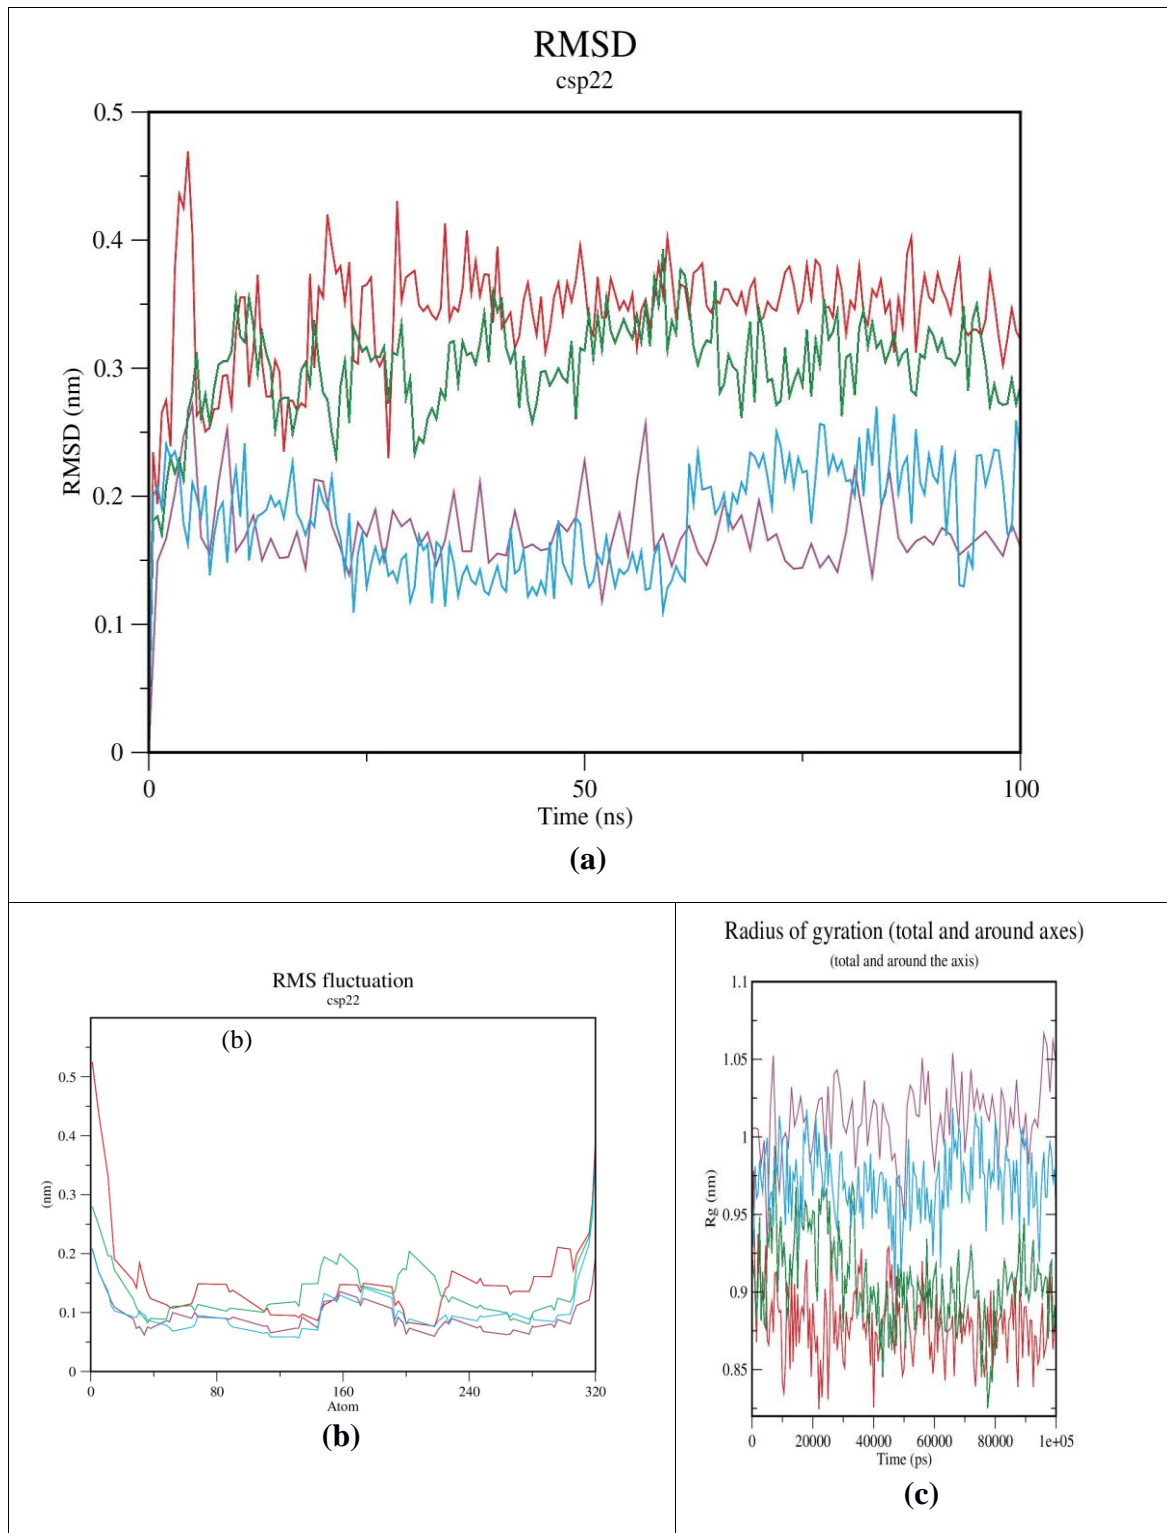 RMSD
csp22
0.5
0.4
0.3
0.2
0.1
0
RMSD (nm)
0 50 100
Time (ns)
(a)
RMS fluctuation
csp22
(b)
0.5
0.4
0.3
0.2
0.1
0
(nm)
0 80 160 240 320
Atom
(b)
Radius of gyration (total and around axes)
(total and around the axis)
1.1
1.05
1
0.95
0.9
0.85
Rg (nm)
0 20000 40000 60000 80000 1e+05
Time (ps)
(c)